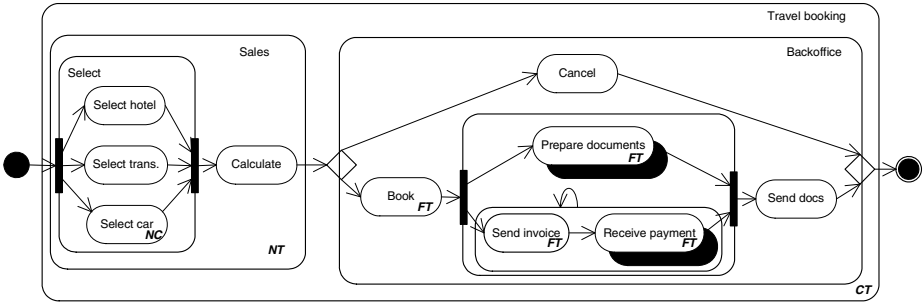 Travel booking
Sales
Backoffice
Select
Cancel
Select hotel
Prepare documents
FT
Select trans.
Calculate
Book
FT
Send docs
Select car
NC
Send invoice
FT
Receive payment
FT
NT
CT